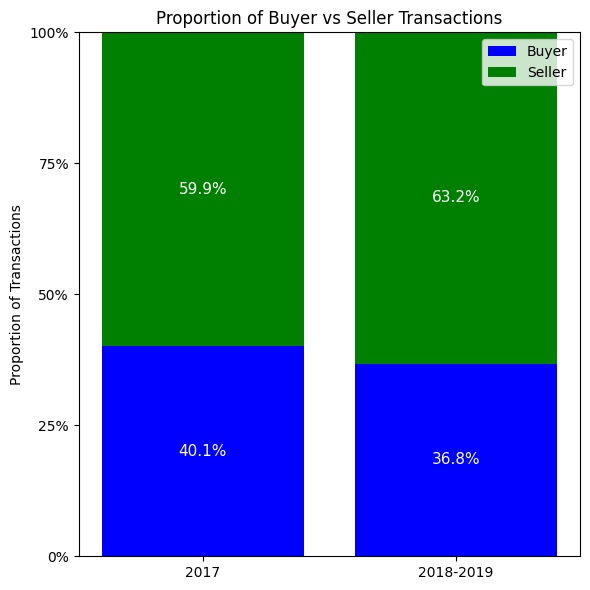 Proportion of Buyer vs Seller Transactions
Proportion of Transactions
100%
75%
50%
25%
0%
Buyer
Seller
59.9%
63.2%
40.1%
36.8%
2017
2018-2019